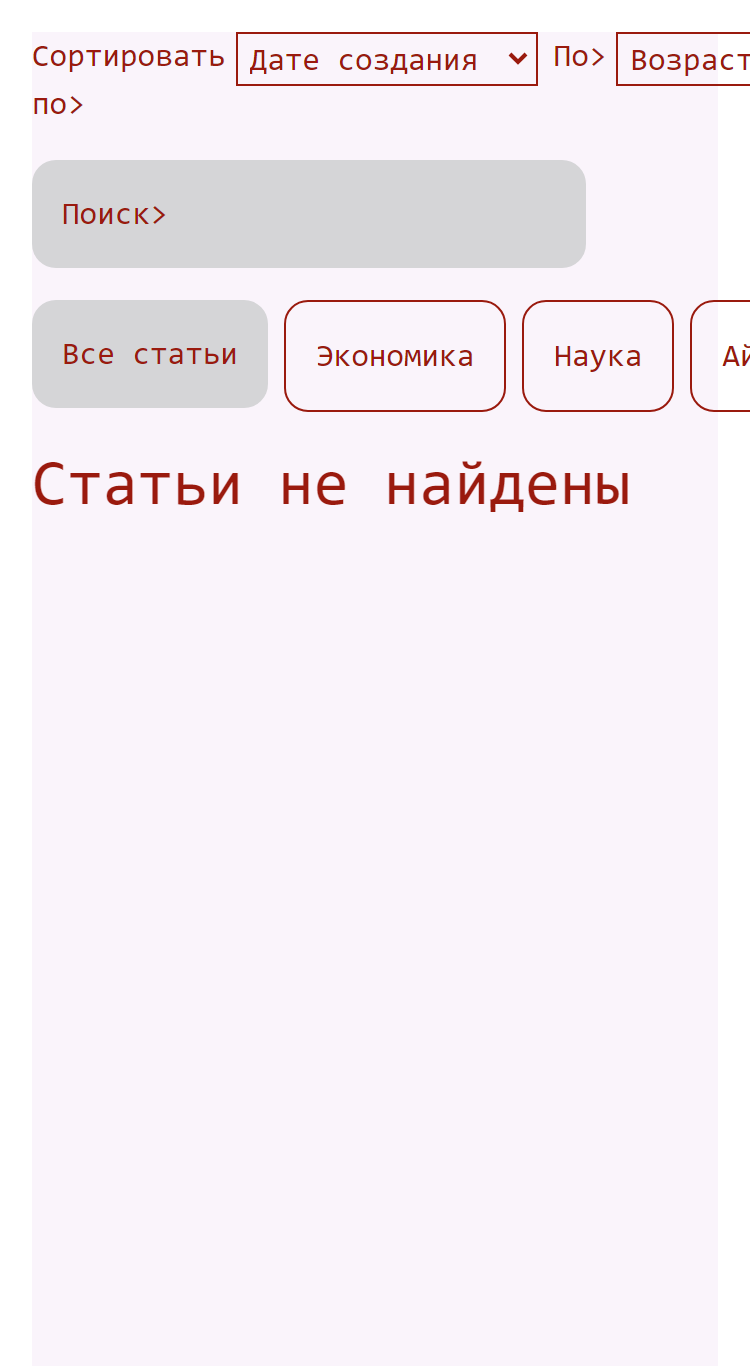 Сортировать Дате создания По> Возраст
по>
Поиск>
Все статьи Экономика Наука Ай
Статьи не найдены